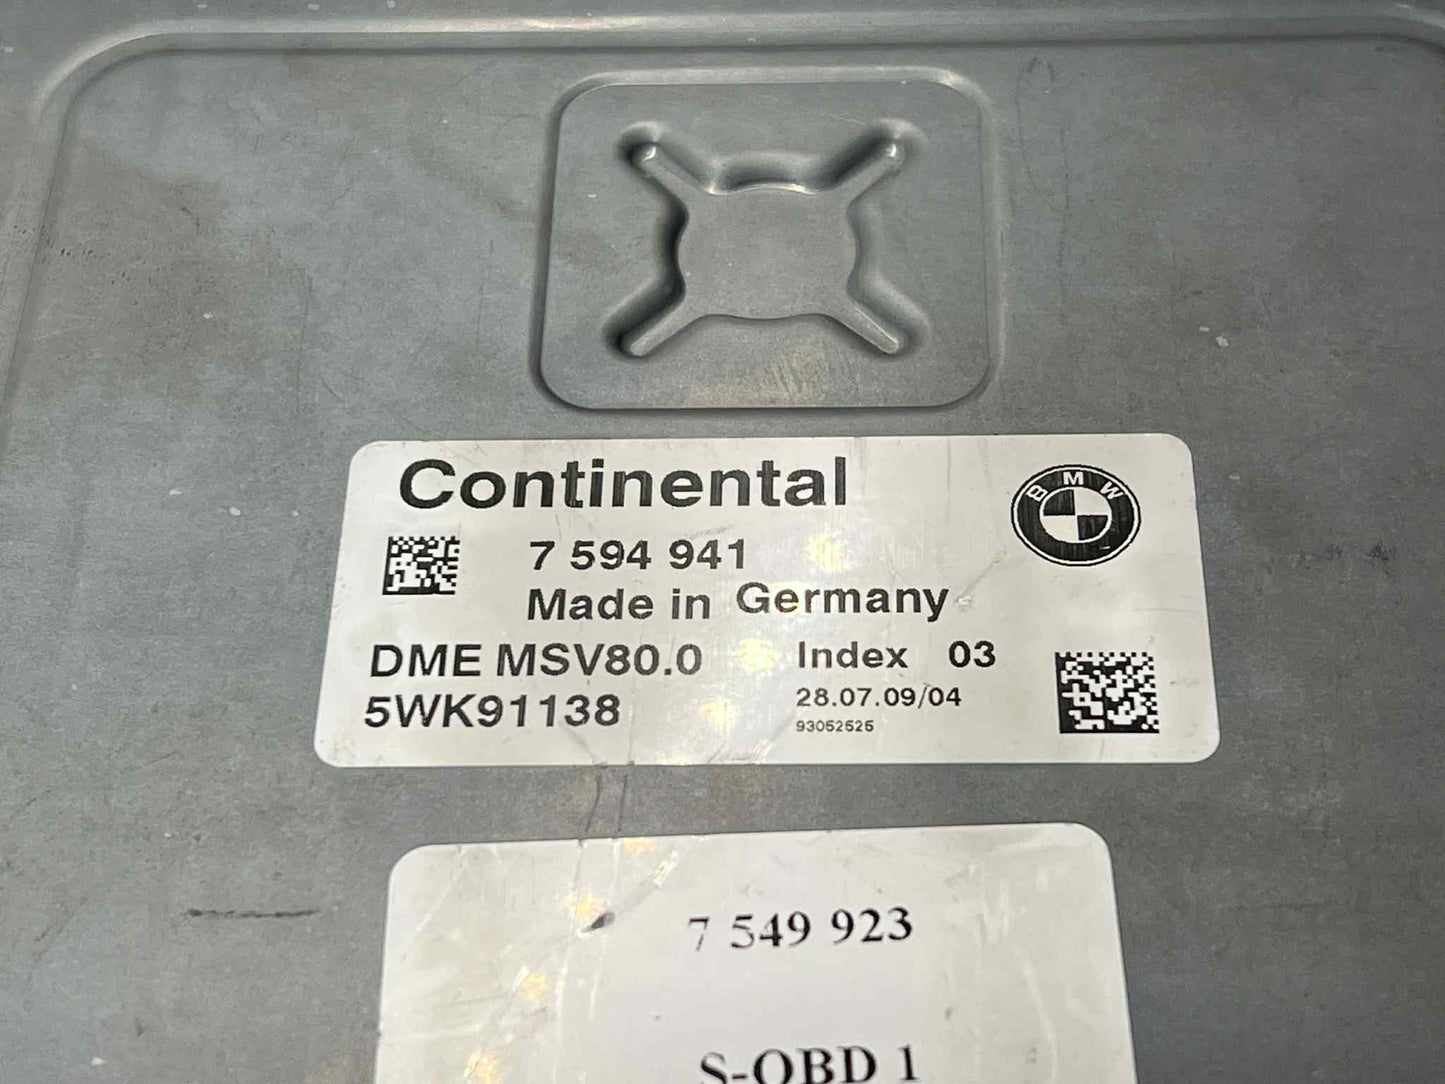 Continental
BMW
7 594 941
Made in Germany
DME MSV80.0 Index 03
5WK91138 28.07.09/04
93052525
7 549 923
S-OBD 1